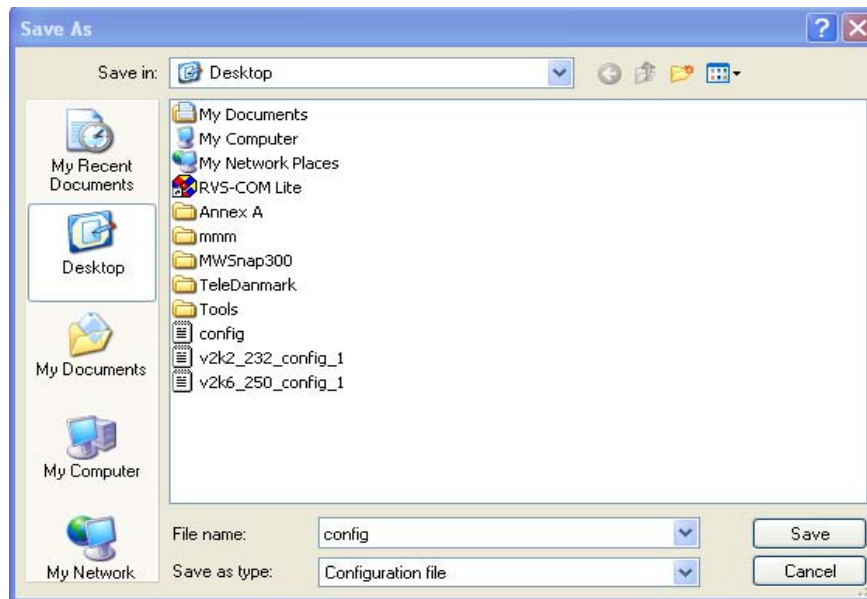 Save As
Save in: Desktop
My Recent
Documents
Desktop
My Documents
My Computer
My Network
My Documents
My Computer
My Network Places
RVS-COM Lite
Annex A
mmm
MWSnap300
TeleDanmark
Tools
config
v2k2_232_config_1
v2k6_250_config_1
File name: config Save
Save as type: Configuration file Cancel